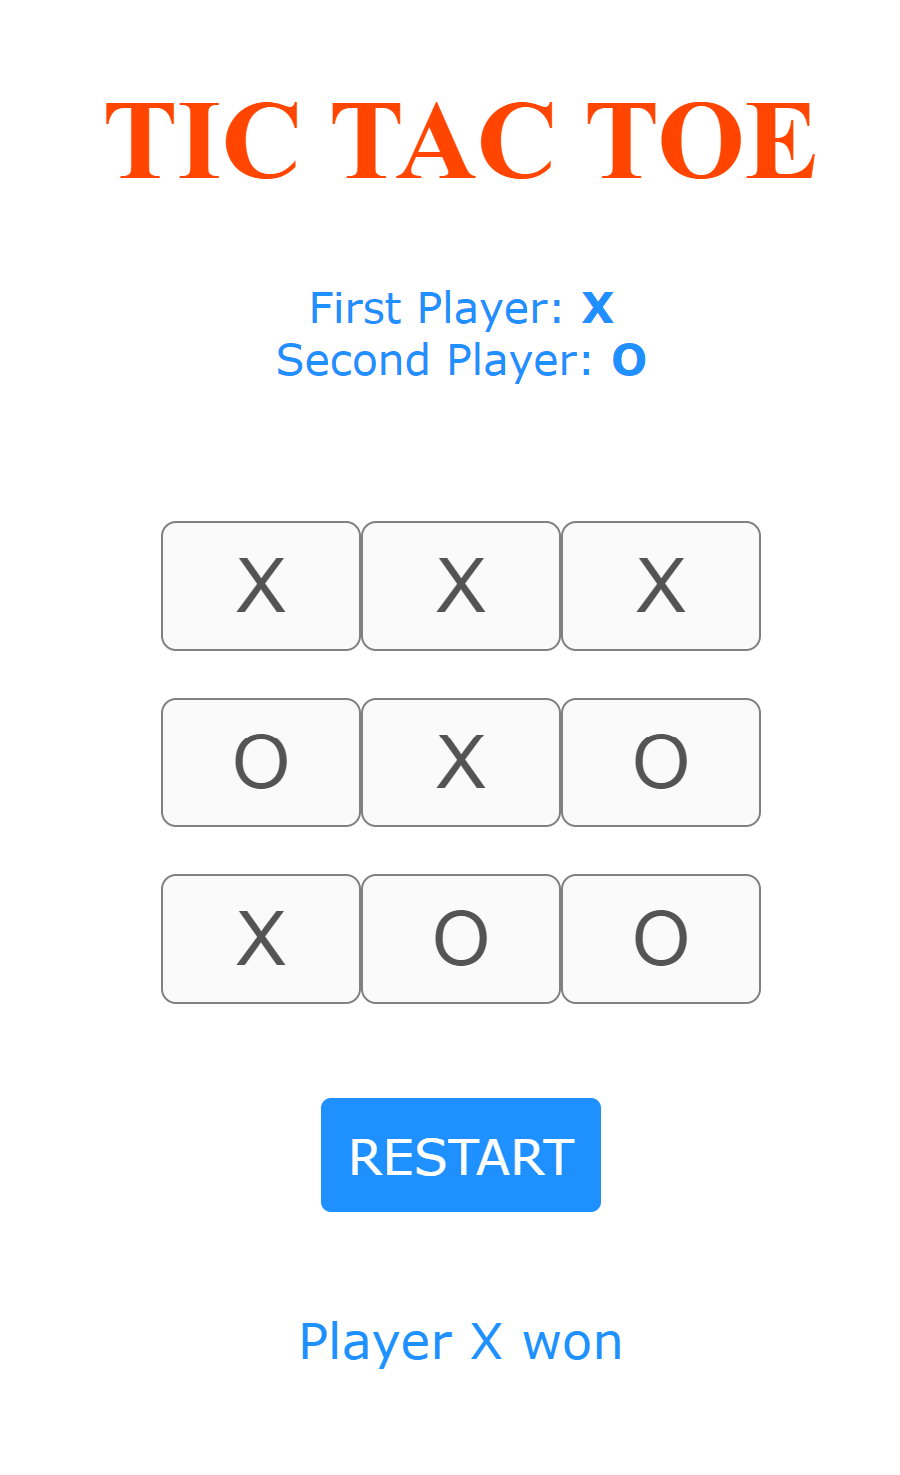 TIC TAC TOE
First Player: X
Second Player: O
X X X
O X O
X O O
RESTART
Player X won